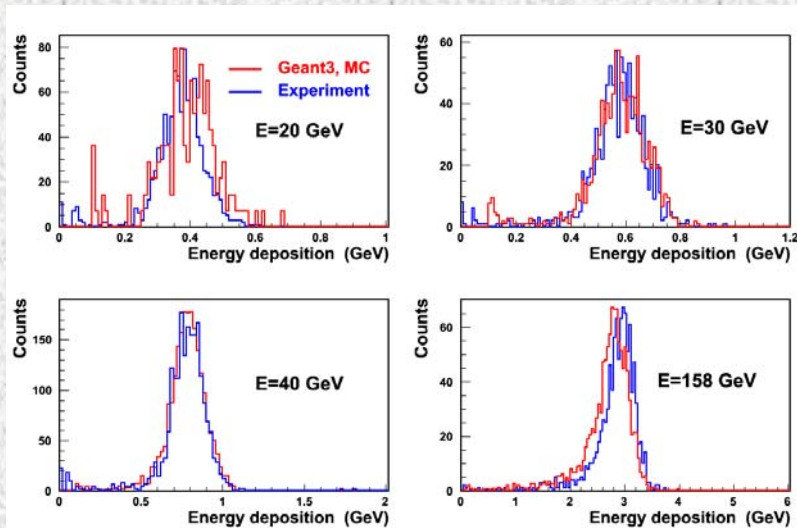 Counts
80
60
40
20
0
Geant3, MC
Experiment
E=20 GeV
0 0.2 0.4 0.6 0.8 1
Energy deposition (GeV)
Counts
60
40
20
0
E=30 GeV
0 0.2 0.4 0.6 0.8 1 1.2
Energy deposition (GeV)
Counts
150
100
50
0
E=40 GeV
0 0.5 1 1.5 2
Energy deposition (GeV)
Counts
60
40
20
0
E=158 GeV
0 1 2 3 4 5 6
Energy deposition (GeV)